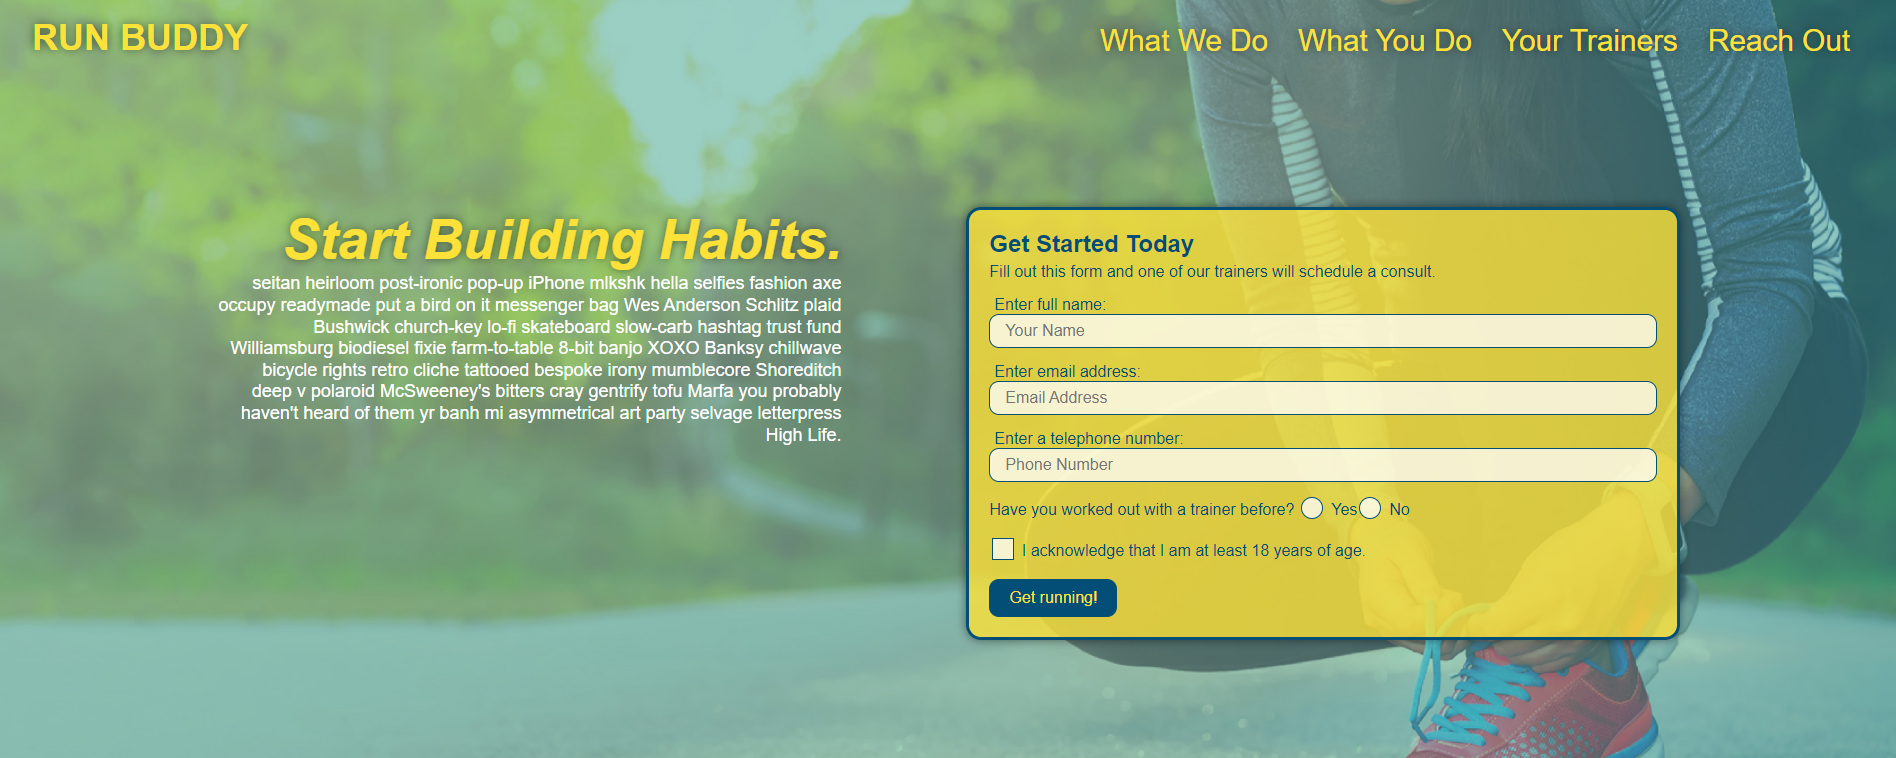 RUN BUDDY
What We Do What You Do Your Trainers Reach Out
Start Building Habits.
seitan heirloom post-ironic pop-up iPhone mlkshk hella selfies fashion axe
occupy readymade put a bird on it messenger bag Wes Anderson Schlitz plaid
Bushwick church-key lo-fi skateboard slow-carb hashtag trust fund
Williamsburg biodiesel fixie farm-to-table 8-bit banjo XOXO Banksy chillwave
bicycle rights retro cliche tattooed bespoke irony mumblecore Shoreditch
deep v polaroid McSweeney's bitters cray gentrify tofu Marfa you probably
haven't heard of them yr banh mi asymmetrical art party selvage letterpress
High Life.
Get Started Today
Fill out this form and one of our trainers will schedule a consult.
Enter full name:
Your Name
Enter email address:
Email Address
Enter a telephone number:
Phone Number
Have you worked out with a trainer before? Yes No
I acknowledge that I am at least 18 years of age.
Get running!